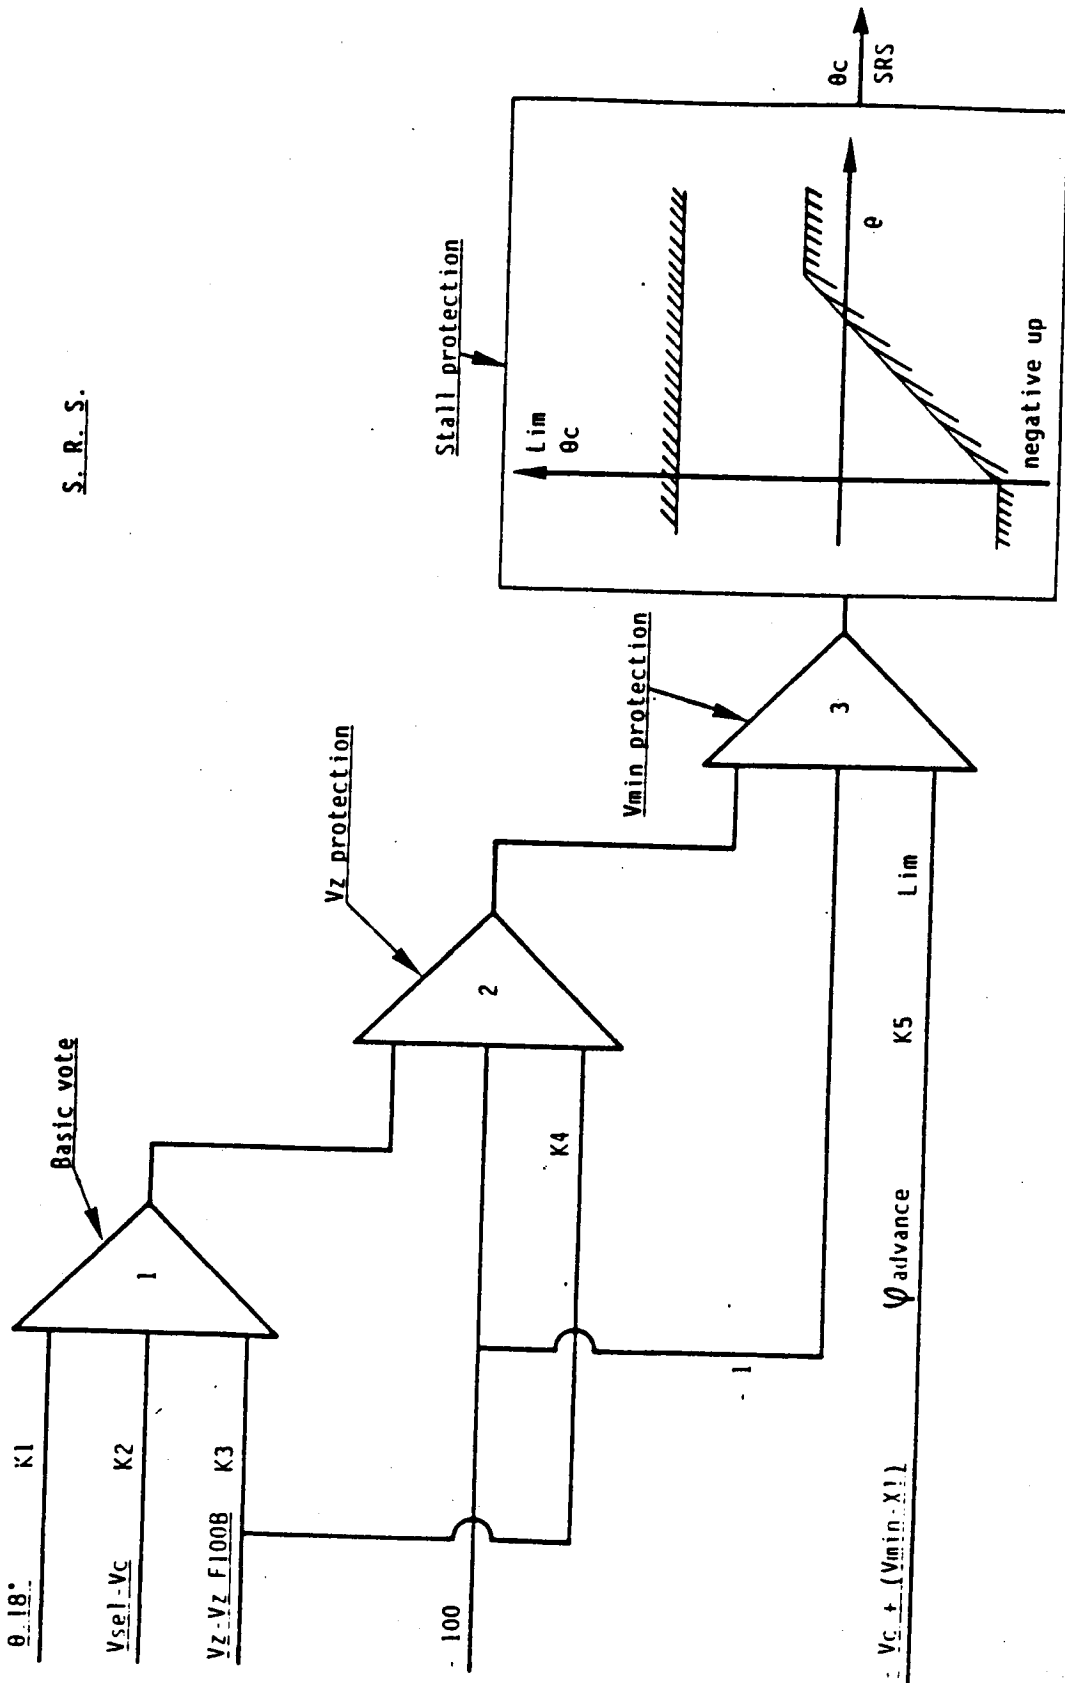 S. R. S.
θ-18°
K1
Basic vote
1
Vsel-Vc
K2
Vz-Vz F100B
K3
Vz protection
2
- 100
K4
Vmin protection
3
- 1
- Vc + (Vmin-X!)
φ advance
K5
Lim
Stall protection
Lim
θc
e
negative up
θc
SRS